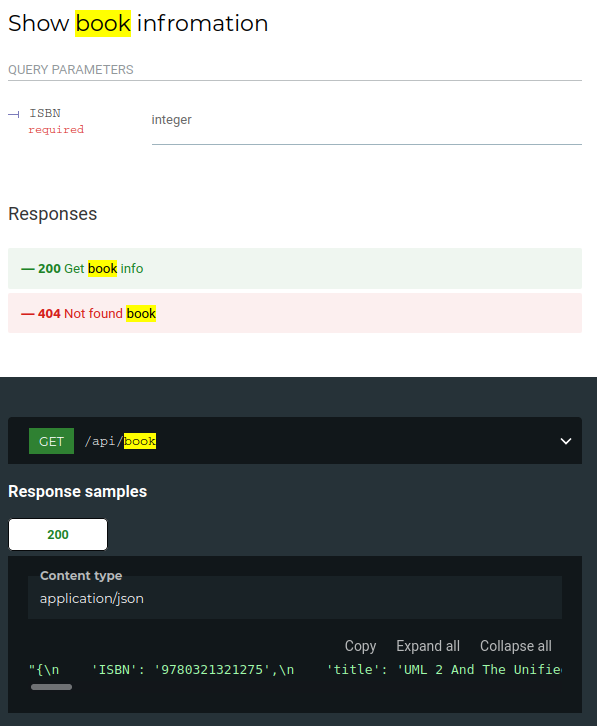 Show book infromation
QUERY PARAMETERS
ISBN
required
integer
Responses
— 200 Get book info
— 404 Not found book
GET /api/book
Response samples
200
Content type
application/json
Copy Expand all Collapse all
"{\n    'ISBN': '9780321321275',\n    'title': 'UML 2 And The Unifie